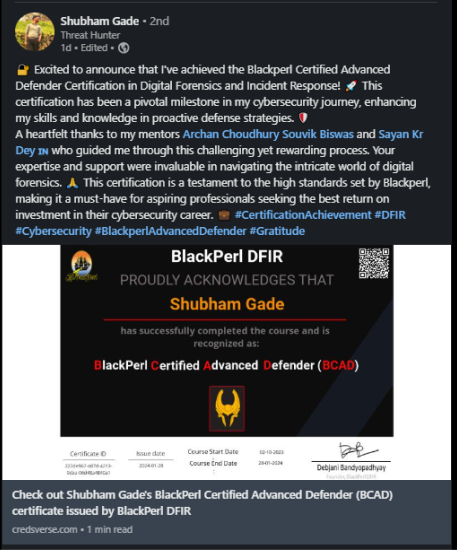 Shubham Gade • 2nd
Threat Hunter
1d • Edited •
Excited to announce that I've achieved the Blackperl Certified Advanced
Defender Certification in Digital Forensics and Incident Response! 🚀 This
certification has been a pivotal milestone in my cybersecurity journey, enhancing
my skills and knowledge in proactive defense strategies.
A heartfelt thanks to my mentors Archan Choudhury Souvik Biswas and Sayan Kr
Dey IN who guided me through this challenging yet rewarding process. Your
expertise and support were invaluable in navigating the intricate world of digital
forensics. 🙏 This certification is a testament to the high standards set by Blackperl,
making it a must-have for aspiring professionals seeking the best return on
investment in their cybersecurity career. 💼 #CertificationAchievement #DFIR
#Cybersecurity #BlackperlAdvancedDefender #Gratitude
BlackPerl DFIR
PROUDLY ACKNOWLEDGES THAT
Shubham Gade
has successfully completed the course and is
recognized as:
BlackPerl Certified Advanced Defender (BCAD)
Certificate ID
Issue date
2024-01-28
Course Start Date
Course End Date
:
Debjani Bandyopadhyay
Check out Shubham Gade's BlackPerl Certified Advanced Defender (BCAD)
certificate issued by BlackPerl DFIR
credsverse.com • 1 min read